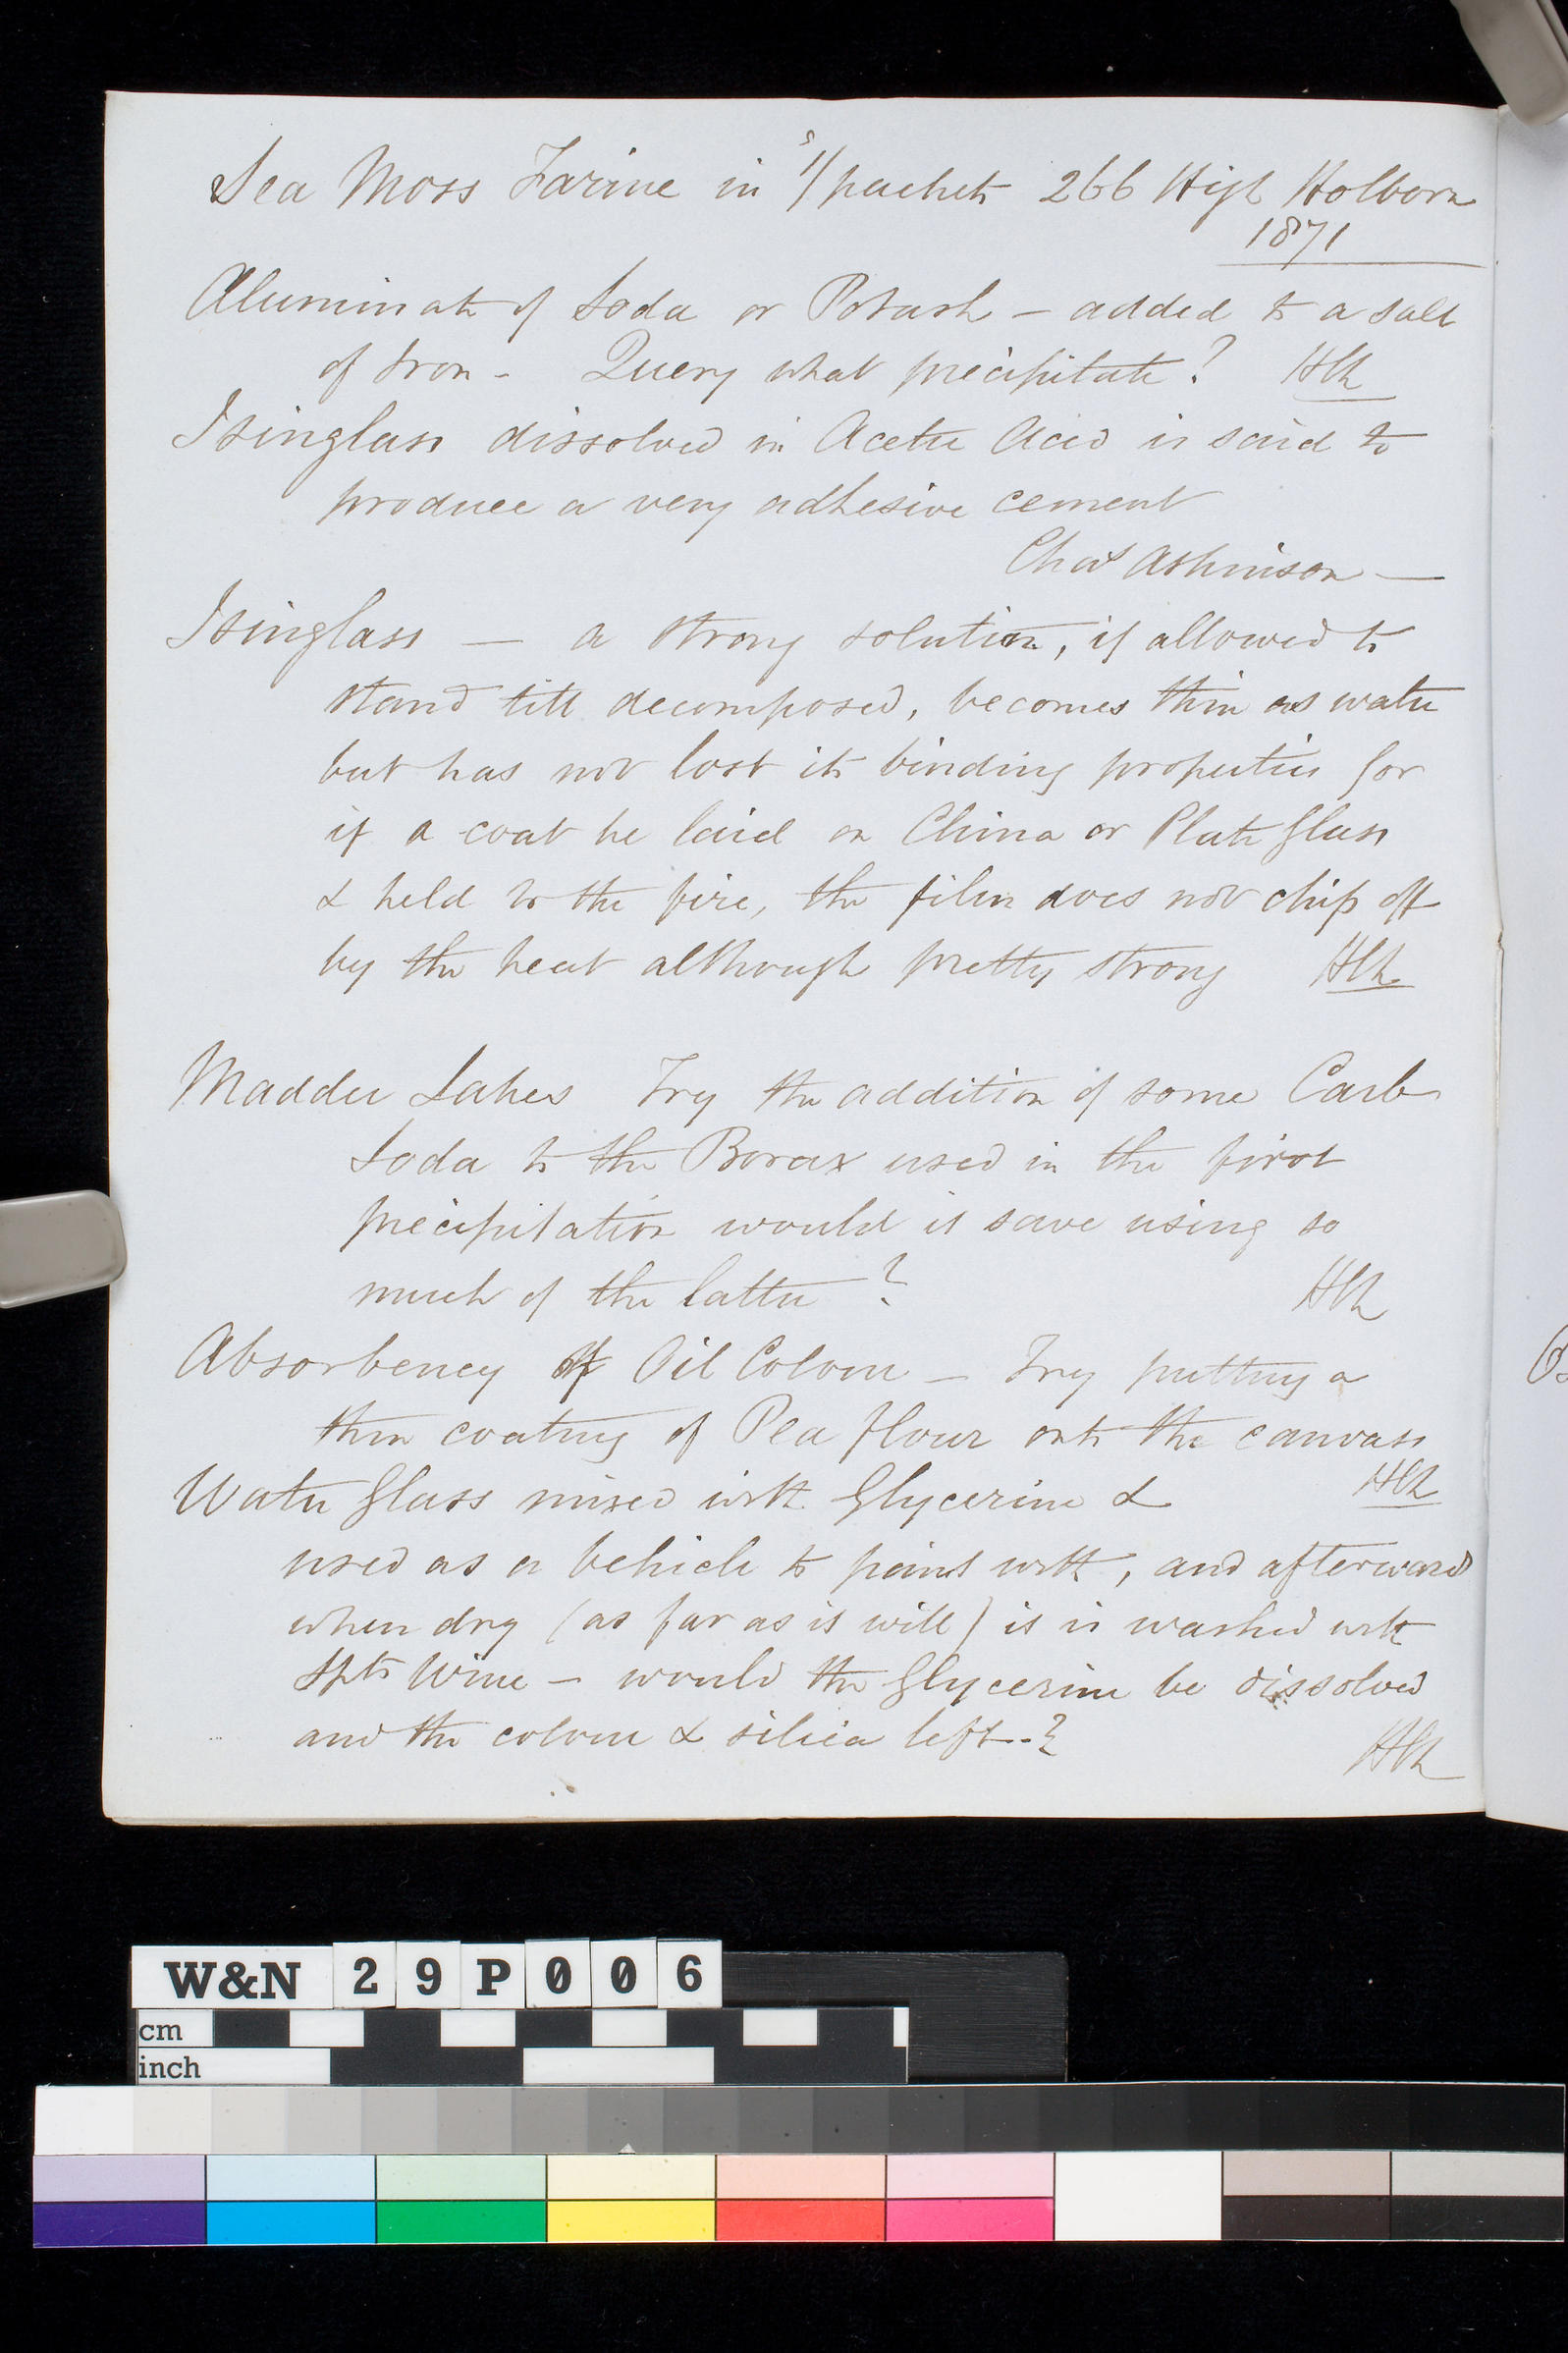 Sea Moss Farine in 1s/ packets 266 High Holborn
1871
Aluminate of Soda or Potash - added to a salt
of Iron - Query what precipitate?
Isinglass dissolved in Acetic Acid is said to
produce a very adhesive cement
Chas Atkinson —
Isinglass — a strong solution, if allowed to
stand till decomposed, becomes thin as water
but has not lost its binding properties for
if a coat be laid on China or Plate Glass
& held to the fire, the film does not chip off
by the heat although pretty strong
Madder Lakes Try the addition of some Carb
Soda to the Borax used in the first
precipitation would it save using so
much of the latter?
Absorbency of Oil Colour - Try putting a
thin coating of Pea flour onto the canvass
Water Glass mixed with Glycerine &
used as a vehicle to paint with, and afterward
when dry (as far as it will) it is washed with
Spts Wine - would the Glycerine be dissolved
and the colour & silica left -?
W&N 29P006
cm
inch